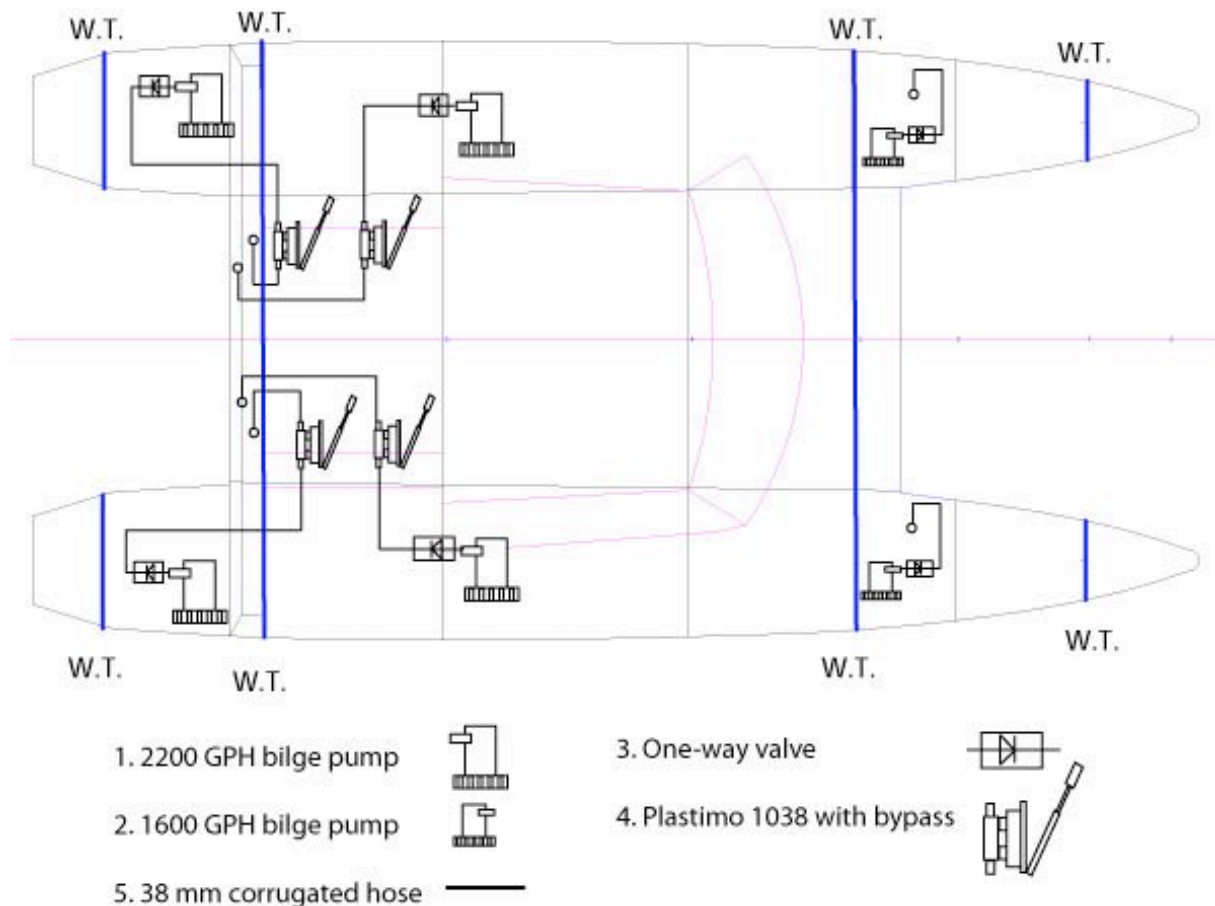 W.T.
W.T.
W.T.
W.T.
W.T.
W.T.
W.T.
W.T.
1. 2200 GPH bilge pump
2. 1600 GPH bilge pump
5. 38 mm corrugated hose
3. One-way valve
4. Plastimo 1038 with bypass